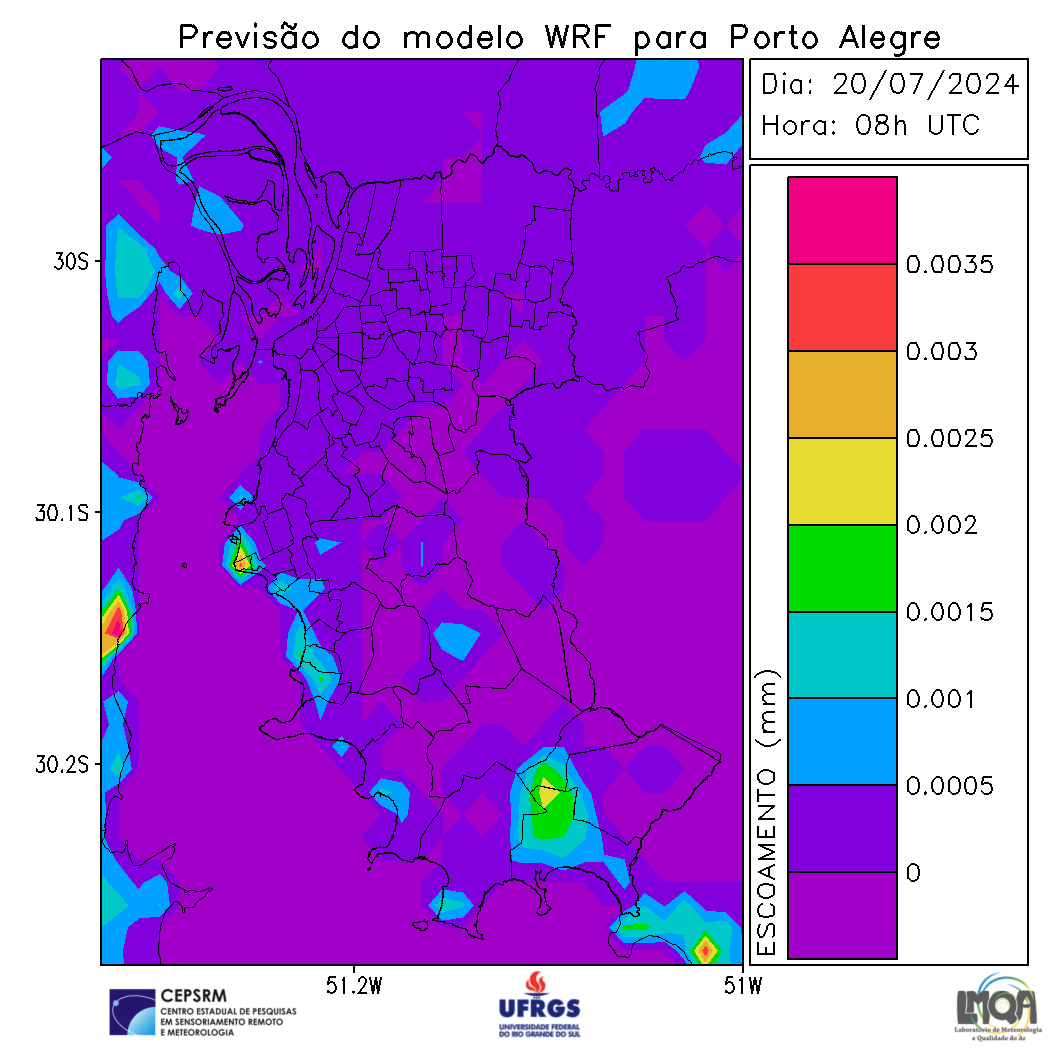 Previsão do modelo WRF para Porto Alegre
Dia: 20/07/2024
Hora: 08h UTC
30S
30.1S
30.2S
51.2W
51W
0.0035
0.003
0.0025
0.002
0.0015
0.001
0.0005
0
ESCOAMENTO (mm)
CEPSRM
CENTRO ESTADUAL DE PESQUISAS
EM SENSORIAMENTO REMOTO
E METEOROLOGIA
UFRGS
UNIVERSIDADE FEDERAL
DO RIO GRANDE DO SUL
LMQA
Laboratório de Meteorologia
e Qualidade do Ar